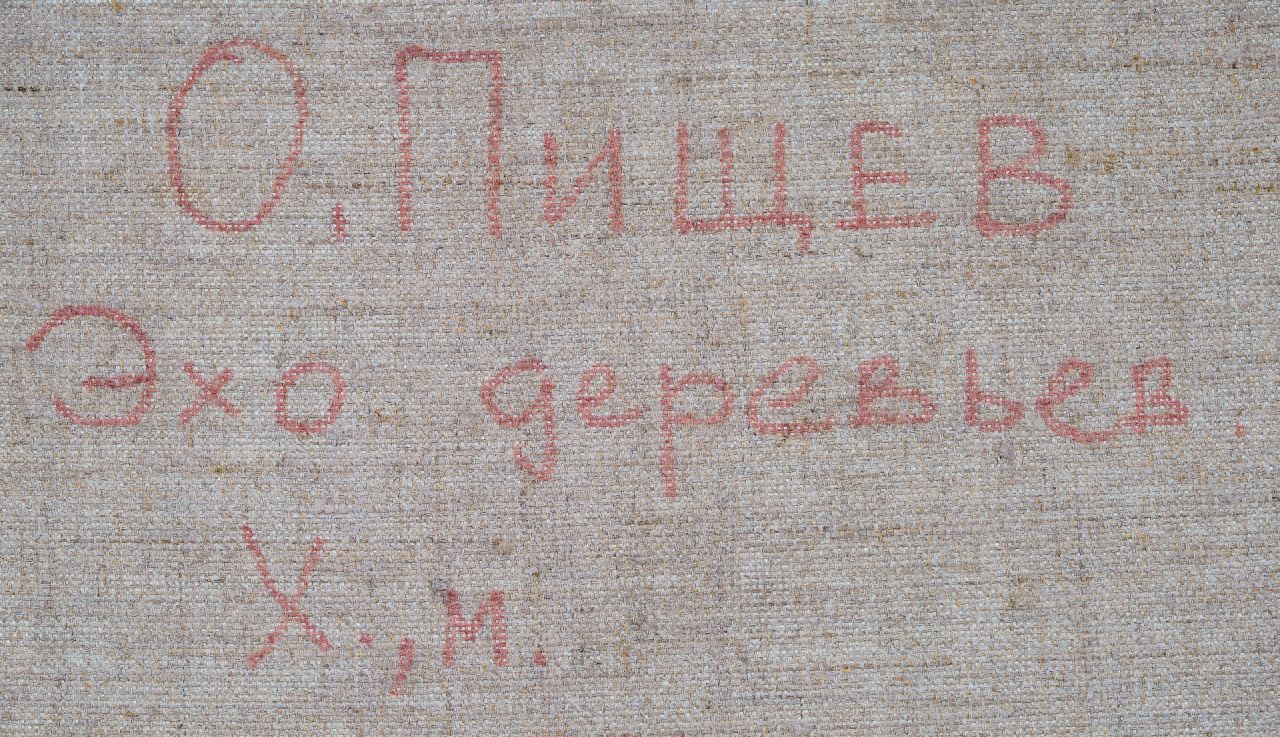 О. Пищев
Эхо деревьев.
Х., м.